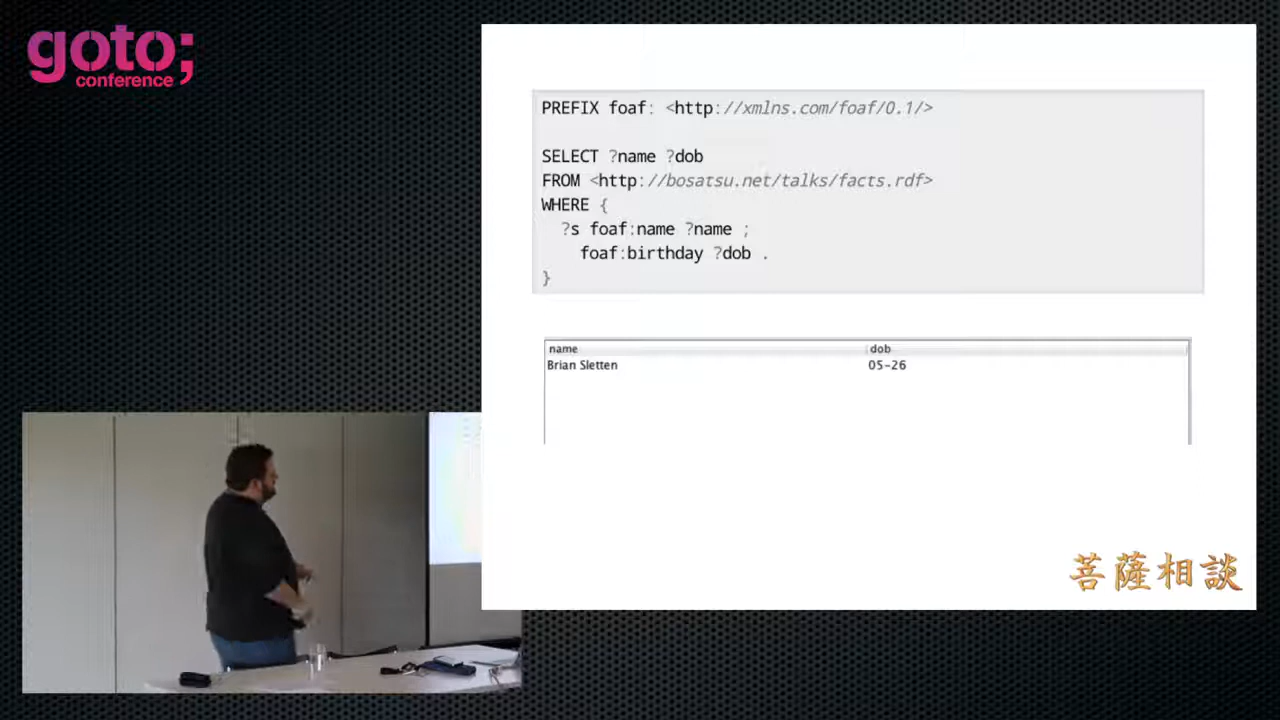 goto;
conference
PREFIX foaf: <http://xmlns.com/foaf/0.1/>
SELECT ?name ?dob
FROM <http://bosatsu.net/talks/facts.rdf>
WHERE {
?s foaf:name ?name ;
foaf:birthday ?dob .
}
name dob
Brian Sletten 05-26
菩薩相談